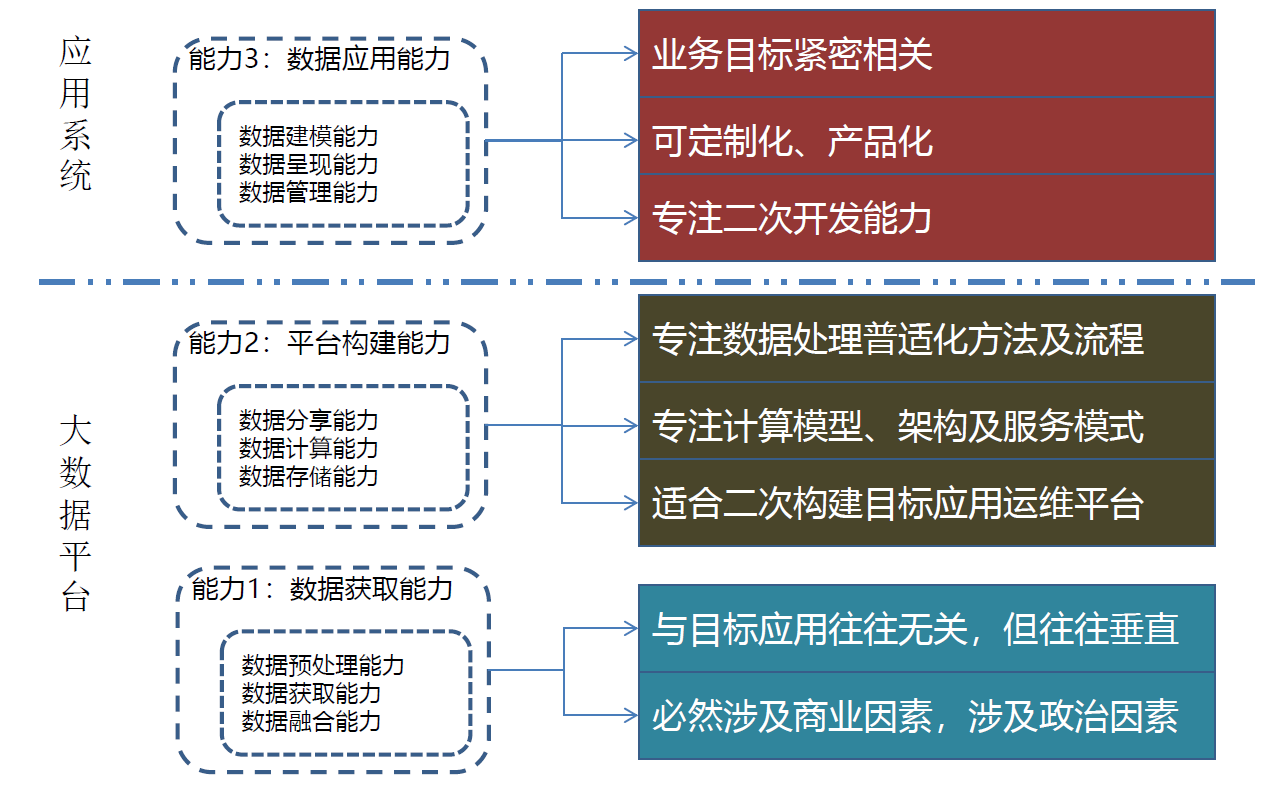 应用系统
能力3：数据应用能力
数据建模能力
数据呈现能力
数据管理能力
业务目标紧密相关
可定制化、产品化
专注二次开发能力
大数据平台
能力2：平台构建能力
数据分享能力
数据计算能力
数据存储能力
专注数据处理普适化方法及流程
专注计算模型、架构及服务模式
适合二次构建目标应用运维平台
能力1：数据获取能力
数据预处理能力
数据获取能力
数据融合能力
与目标应用往往无关，但往往垂直
必然涉及商业因素，涉及政治因素